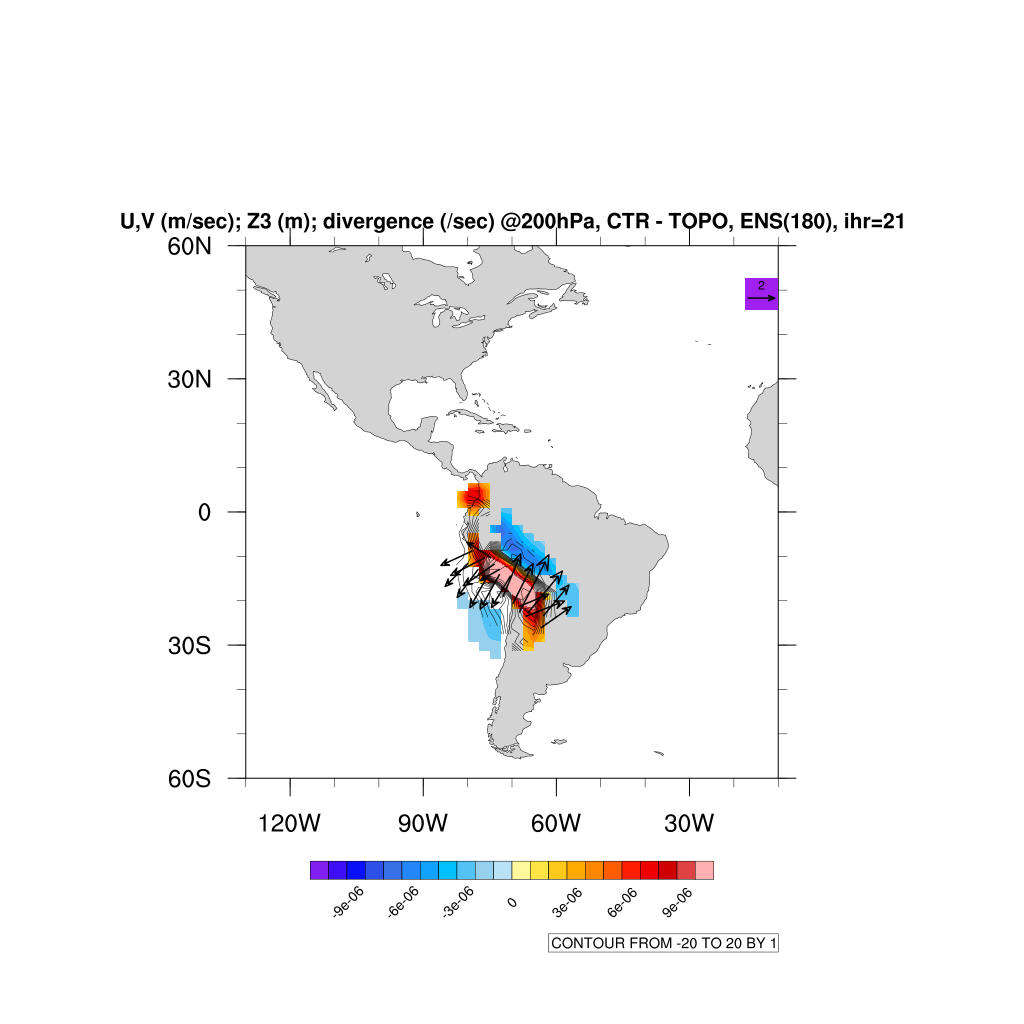 U,V (m/sec); Z3 (m); divergence (/sec) @200hPa, CTR - TOPO, ENS(180), ihr=21
60N
2
30N
0
30S
60S
120W 90W 60W 30W
-9e-06 -6e-06 -3e-06 0 3e-06 6e-06 9e-06
CONTOUR FROM -20 TO 20 BY 1